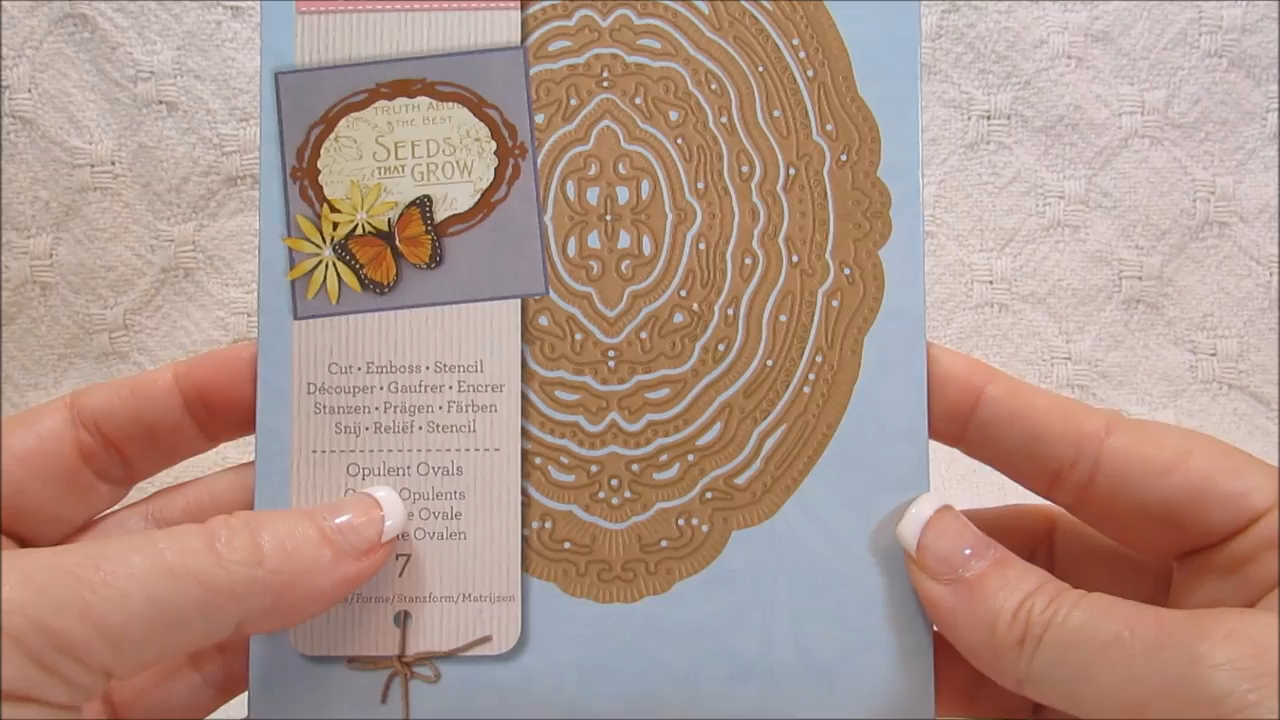 TRUTH ABOU
THE BEST
SEEDS
THAT GROW
Cut • Emboss • Stencil
Découper • Gaufrer • Encrer
Stanzen • Prägen • Färben
Snij • Reliëf • Stencil
Opulent Ovals
Opulents
Ovale
Ovalen
7
/Forme/Stanzform/Matrijzen